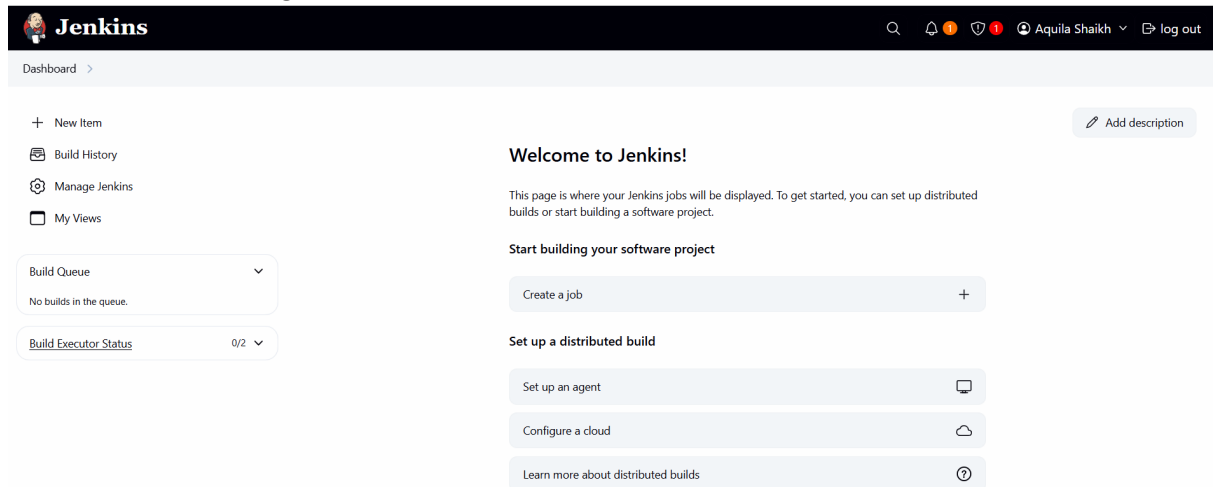 Jenkins
1
1
Aquila Shaikh
log out
Dashboard
New Item
Build History
Manage Jenkins
My Views
Build Queue
No builds in the queue.
Build Executor Status
0/2
Add description
Welcome to Jenkins!
This page is where your Jenkins jobs will be displayed. To get started, you can set up distributed
builds or start building a software project.
Start building your software project
Create a job
Set up a distributed build
Set up an agent
Configure a cloud
Learn more about distributed builds